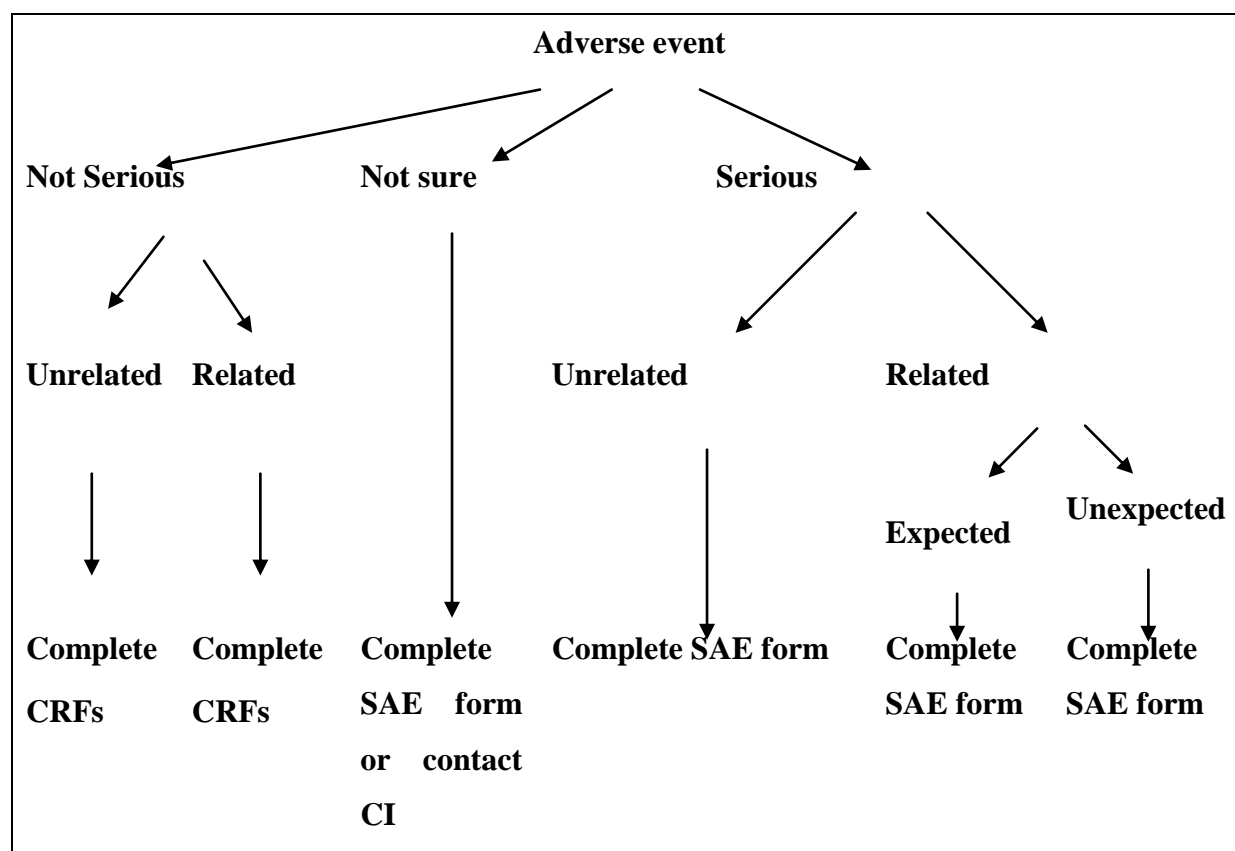 Adverse event
Not Serious Not sure Serious
Unrelated Related Unrelated Related
Unexpected
Expected
Complete Complete Complete Complete SAE form Complete Complete
CRFs CRFs SAE form SAE form SAE form
or contact
CI